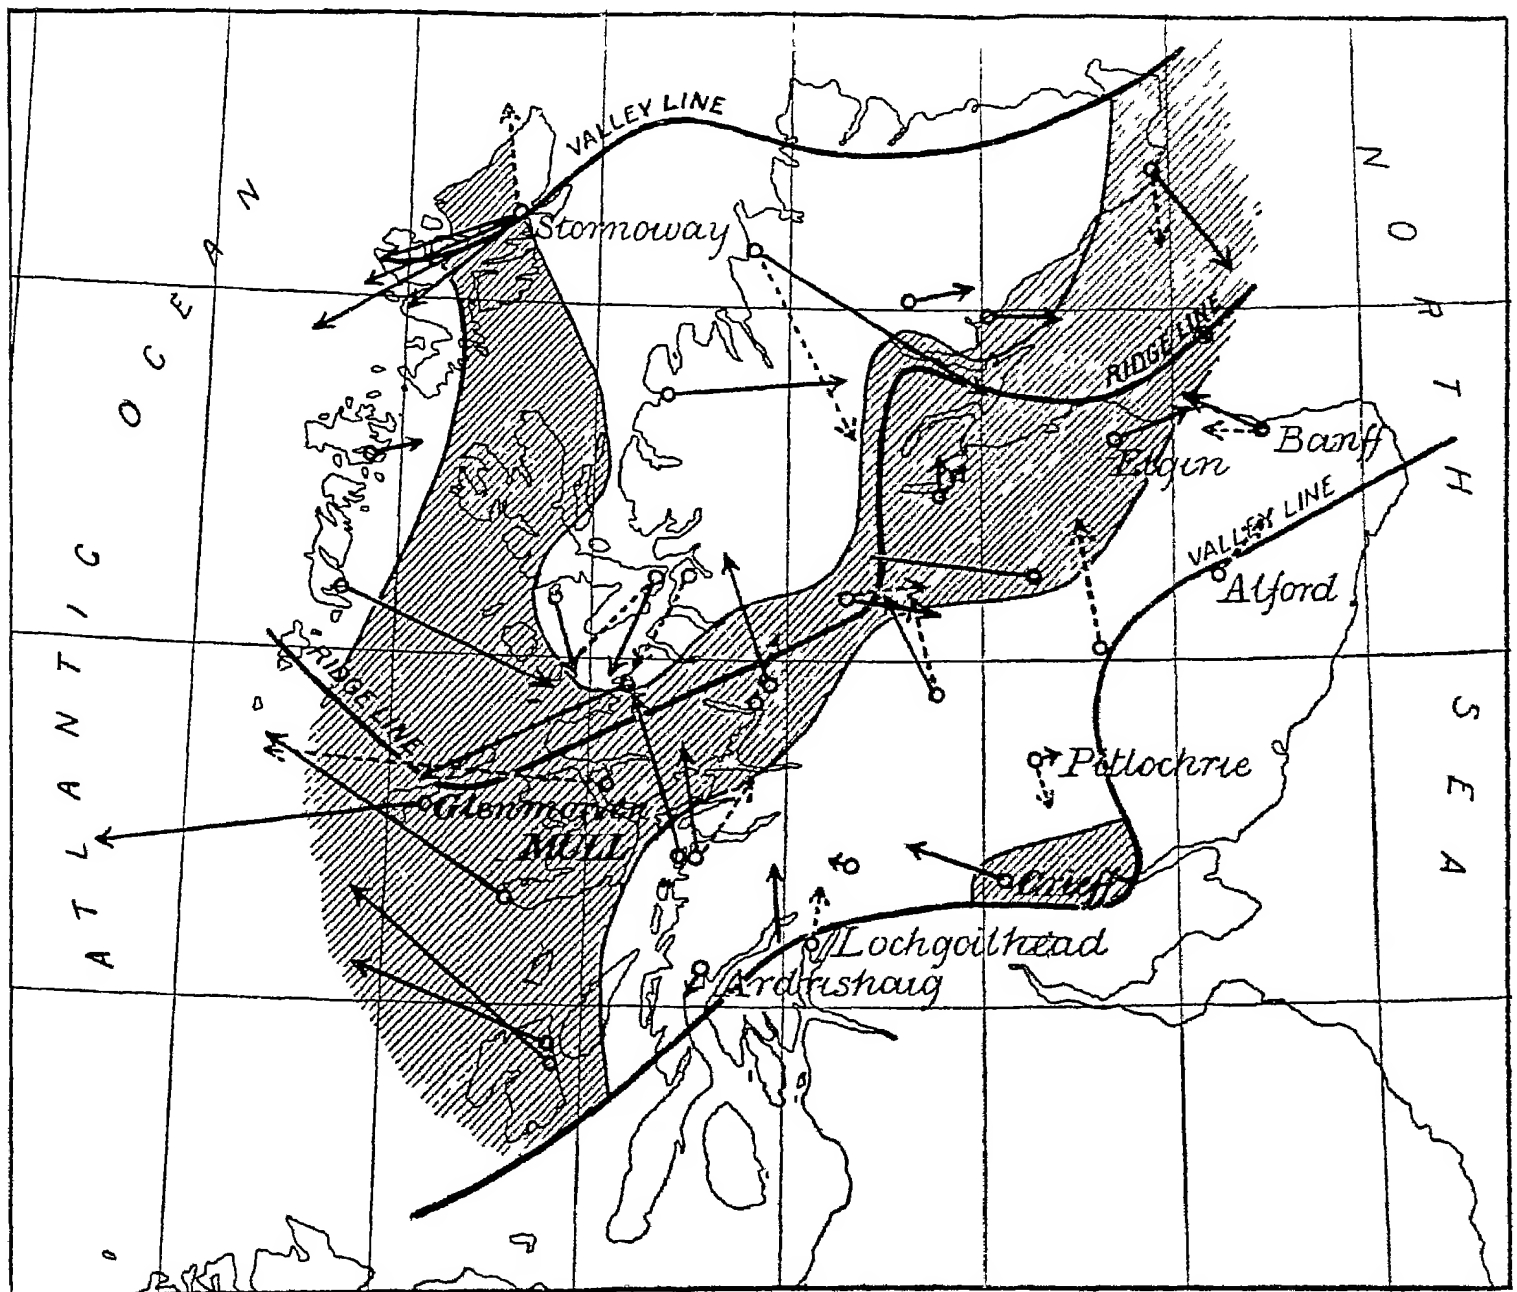 VALLEY LINE
Stornoway
ATLANTIC OCEAN
NORTH SEA
RIDGE LINE
Banff
Elgin
VALLEY LINE
Alford
RIDGE LINE
Pitlochrie
Glenmorven
MULL
Crieff
Lochgoilhead
Ardrishaig